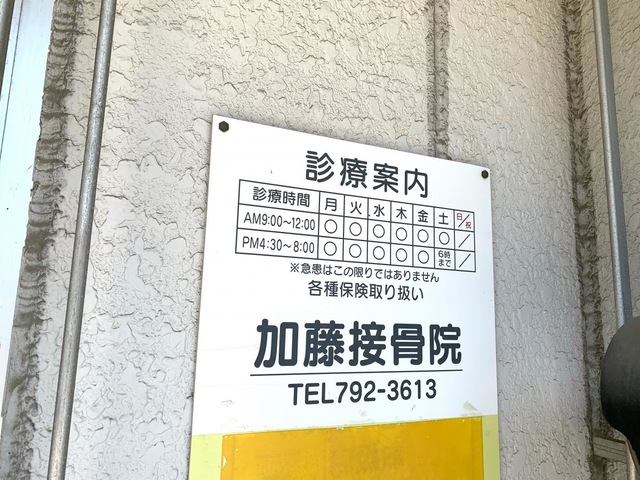 診療案内
診療時間 月 火 水 木 金 土 日/祝
AM9:00〜12:00 ○ ○ ○ ○ ○ ○ /
PM4:30〜8:00 ○ ○ ○ ○ ○ 6時まで /
※急患はこの限りではありません
各種保険取り扱い
加藤接骨院
TEL792-3613